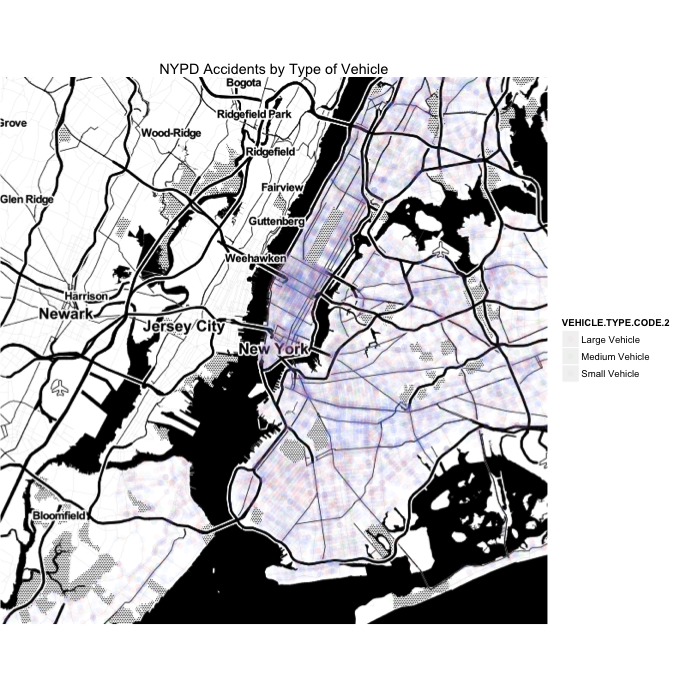 NYPD Accidents by Type of Vehicle
Bogota
Ridgefield Park
Grove
Wood-Ridge
Ridgefield
Fairview
Glen Ridge
Guttenberg
Weehawken
Harrison
Newark
Jersey City
New York
Bloomfield
VEHICLE.TYPE.CODE.2
Large Vehicle
Medium Vehicle
Small Vehicle